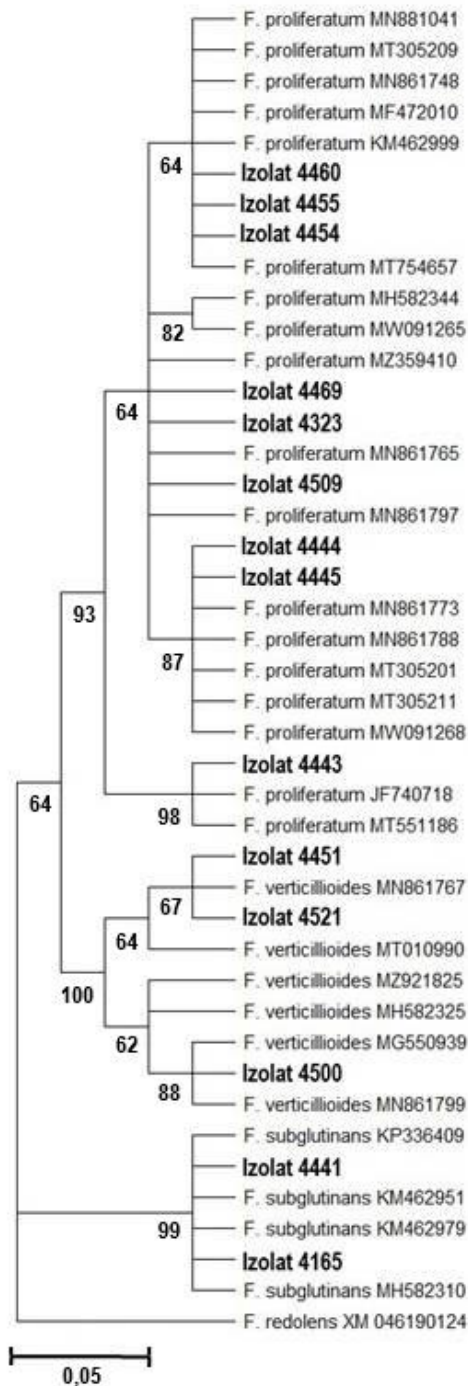 F. proliferatum MN881041
F. proliferatum MT305209
F. proliferatum MN861748
F. proliferatum MF472010
F. proliferatum KM462999
64
Izolat 4460
Izolat 4455
Izolat 4454
F. proliferatum MT754657
F. proliferatum MH582344
82
F. proliferatum MW091265
F. proliferatum MZ359410
64
Izolat 4469
Izolat 4323
F. proliferatum MN861765
Izolat 4509
F. proliferatum MN861797
Izolat 4444
Izolat 4445
93
F. proliferatum MN861773
F. proliferatum MN861788
87
F. proliferatum MT305201
F. proliferatum MT305211
F. proliferatum MW091268
Izolat 4443
64
F. proliferatum JF740718
98
F. proliferatum MT551186
Izolat 4451
F. verticillioides MN861767
67
Izolat 4521
64
F. verticillioides MT010990
100
F. verticillioides MZ921825
F. verticillioides MH582325
62
F. verticillioides MG550939
88
Izolat 4500
F. verticillioides MN861799
F. subglutinans KP336409
Izolat 4441
F. subglutinans KM462951
99
F. subglutinans KM462979
Izolat 4165
F. subglutinans MH582310
F. redolens XM 046190124
0,05